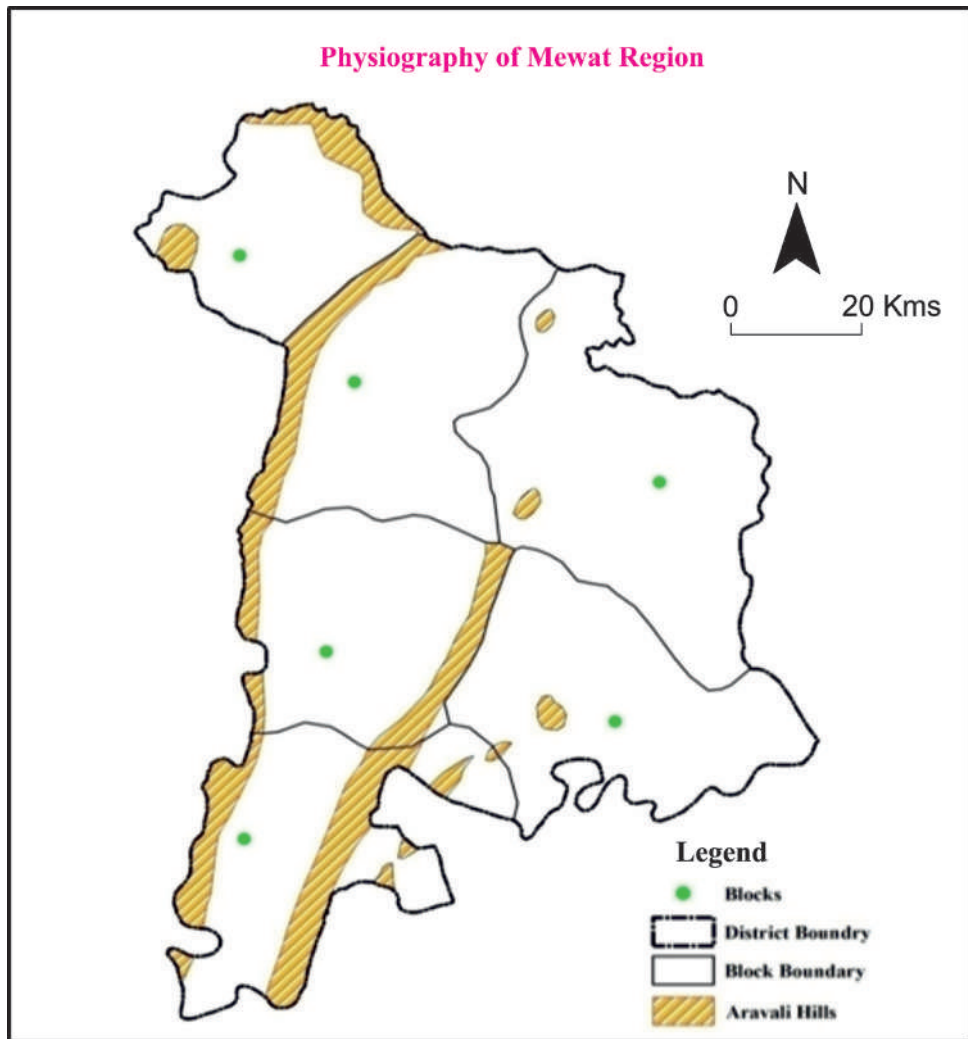 Physiography of Mewat Region
N
0 20 Kms
Legend
Blocks
District Boundry
Block Boundary
Aravali Hills